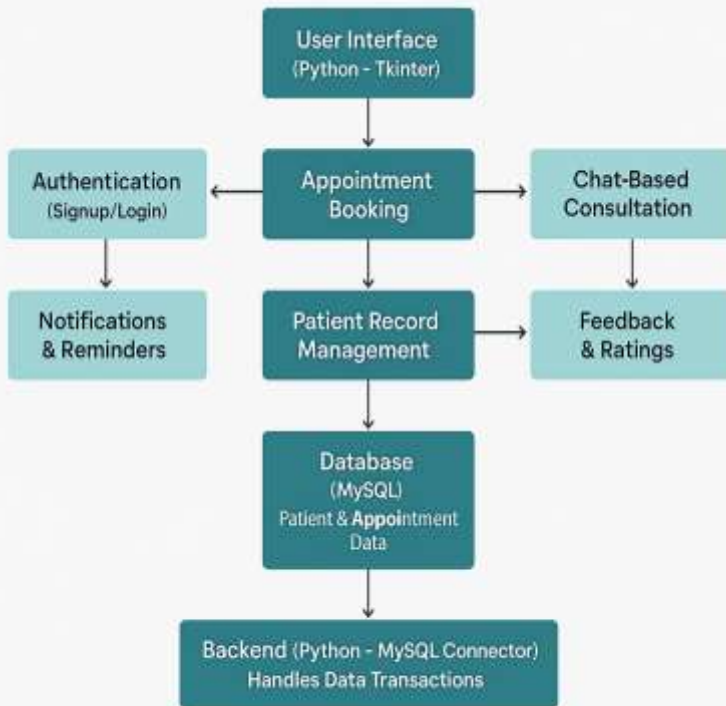 User Interface
(Python - Tkinter)
Authentication
(Signup/Login)
Appointment
Booking
Chat-Based
Consultation
Notifications
& Reminders
Patient Record
Management
Feedback
& Ratings
Database
(MySQL)
Patient & Appointment
Data
Backend (Python - MySQL Connector)
Handles Data Transactions